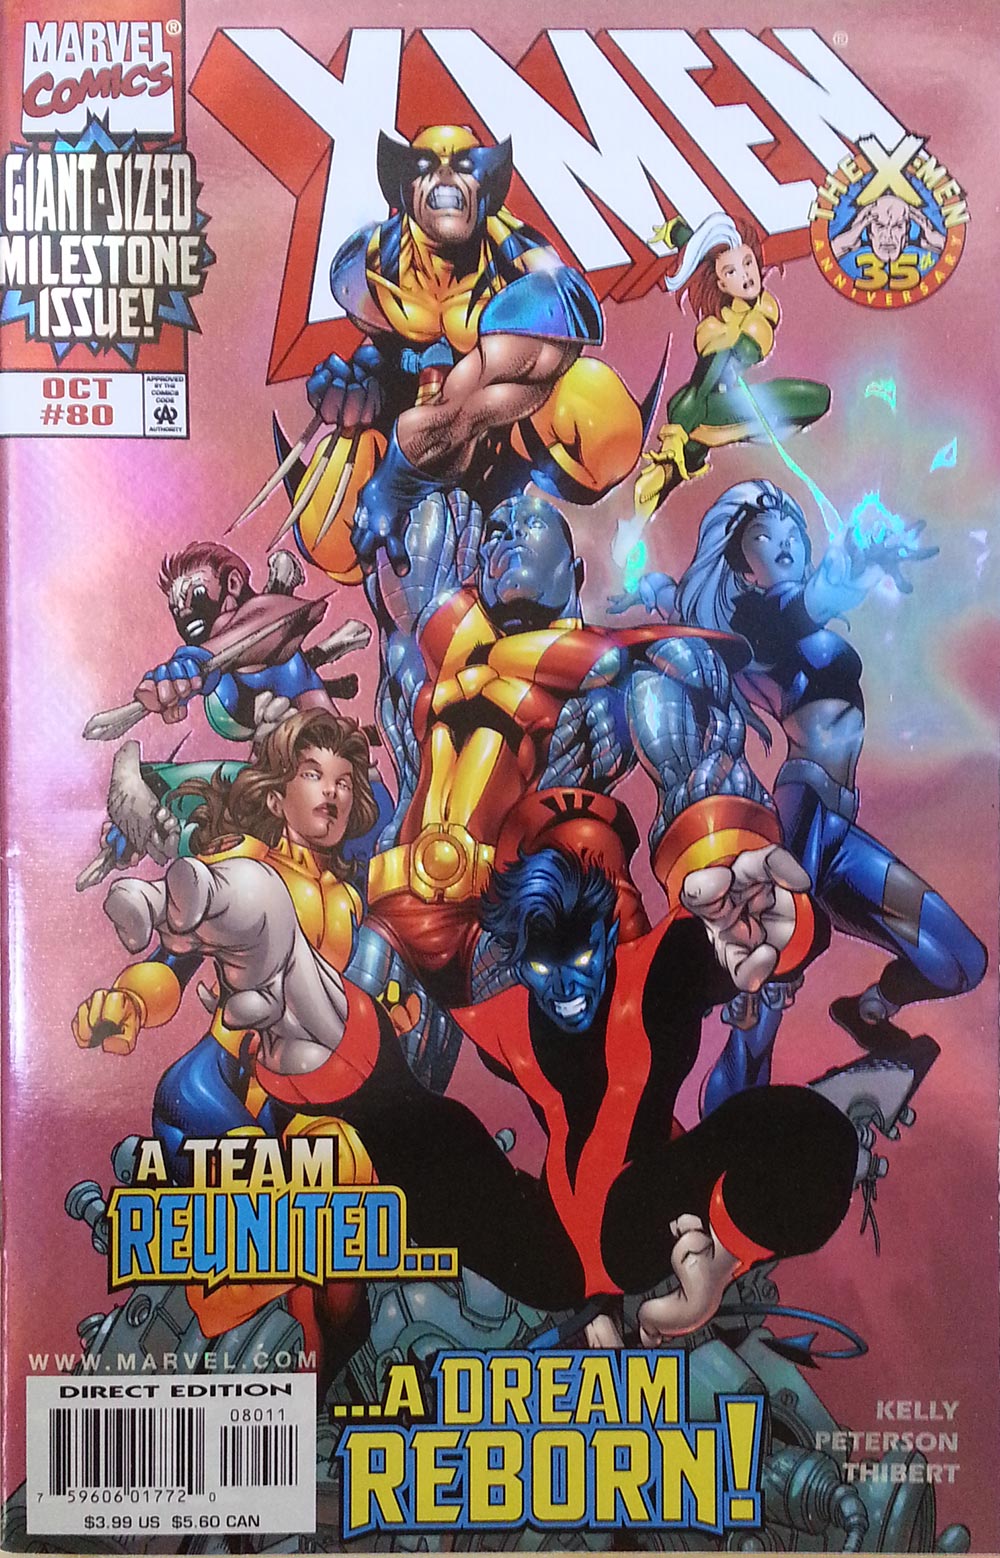 MARVEL®
COMICS
X-MEN®
GIANT-SIZED
MILESTONE
ISSUE!
OCT
#80
APPROVED
BY THE
COMICS
CODE
AUTHORITY
THE X-MEN
35TH
ANNIVERSARY
A TEAM
REUNITED...
WWW.MARVEL.COM
DIRECT EDITION
08011
7 59606 01772 0
$3.99 US $5.60 CAN
...A DREAM
REBORN!
KELLY
PETERSON
THIBERT